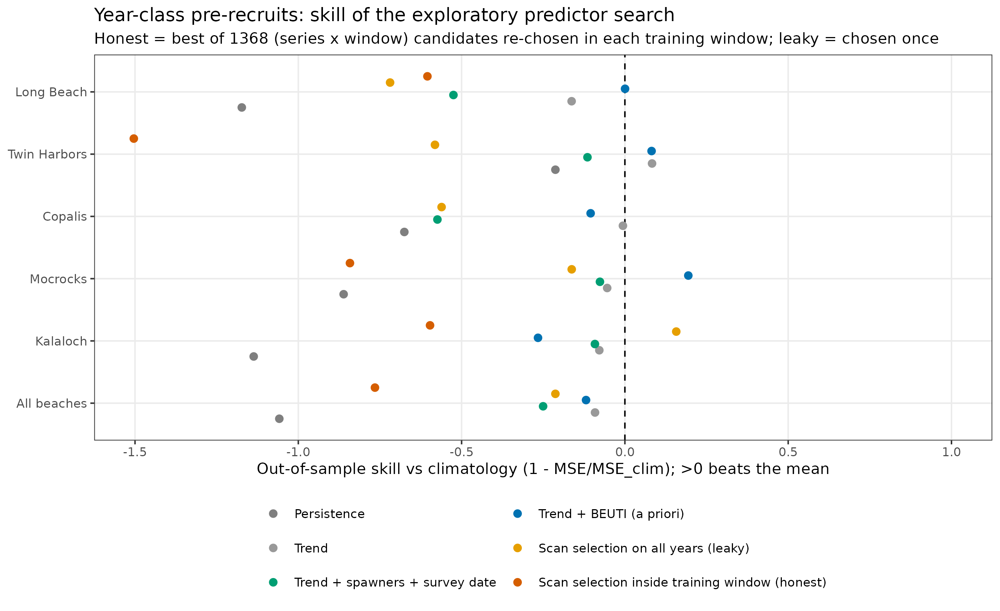 Year-class pre-recruits: skill of the exploratory predictor search
Honest = best of 1368 (series x window) candidates re-chosen in each training window; leaky = chosen once
Long Beach
Twin Harbors
Copalis
Mocrocks
Kalaloch
All beaches
-1.5
-1.0
-0.5
0.0
0.5
1.0
Out-of-sample skill vs climatology (1 - MSE/MSE_clim); >0 beats the mean
Persistence
Trend
Trend + spawners + survey date
Trend + BEUTI (a priori)
Scan selection on all years (leaky)
Scan selection inside training window (honest)